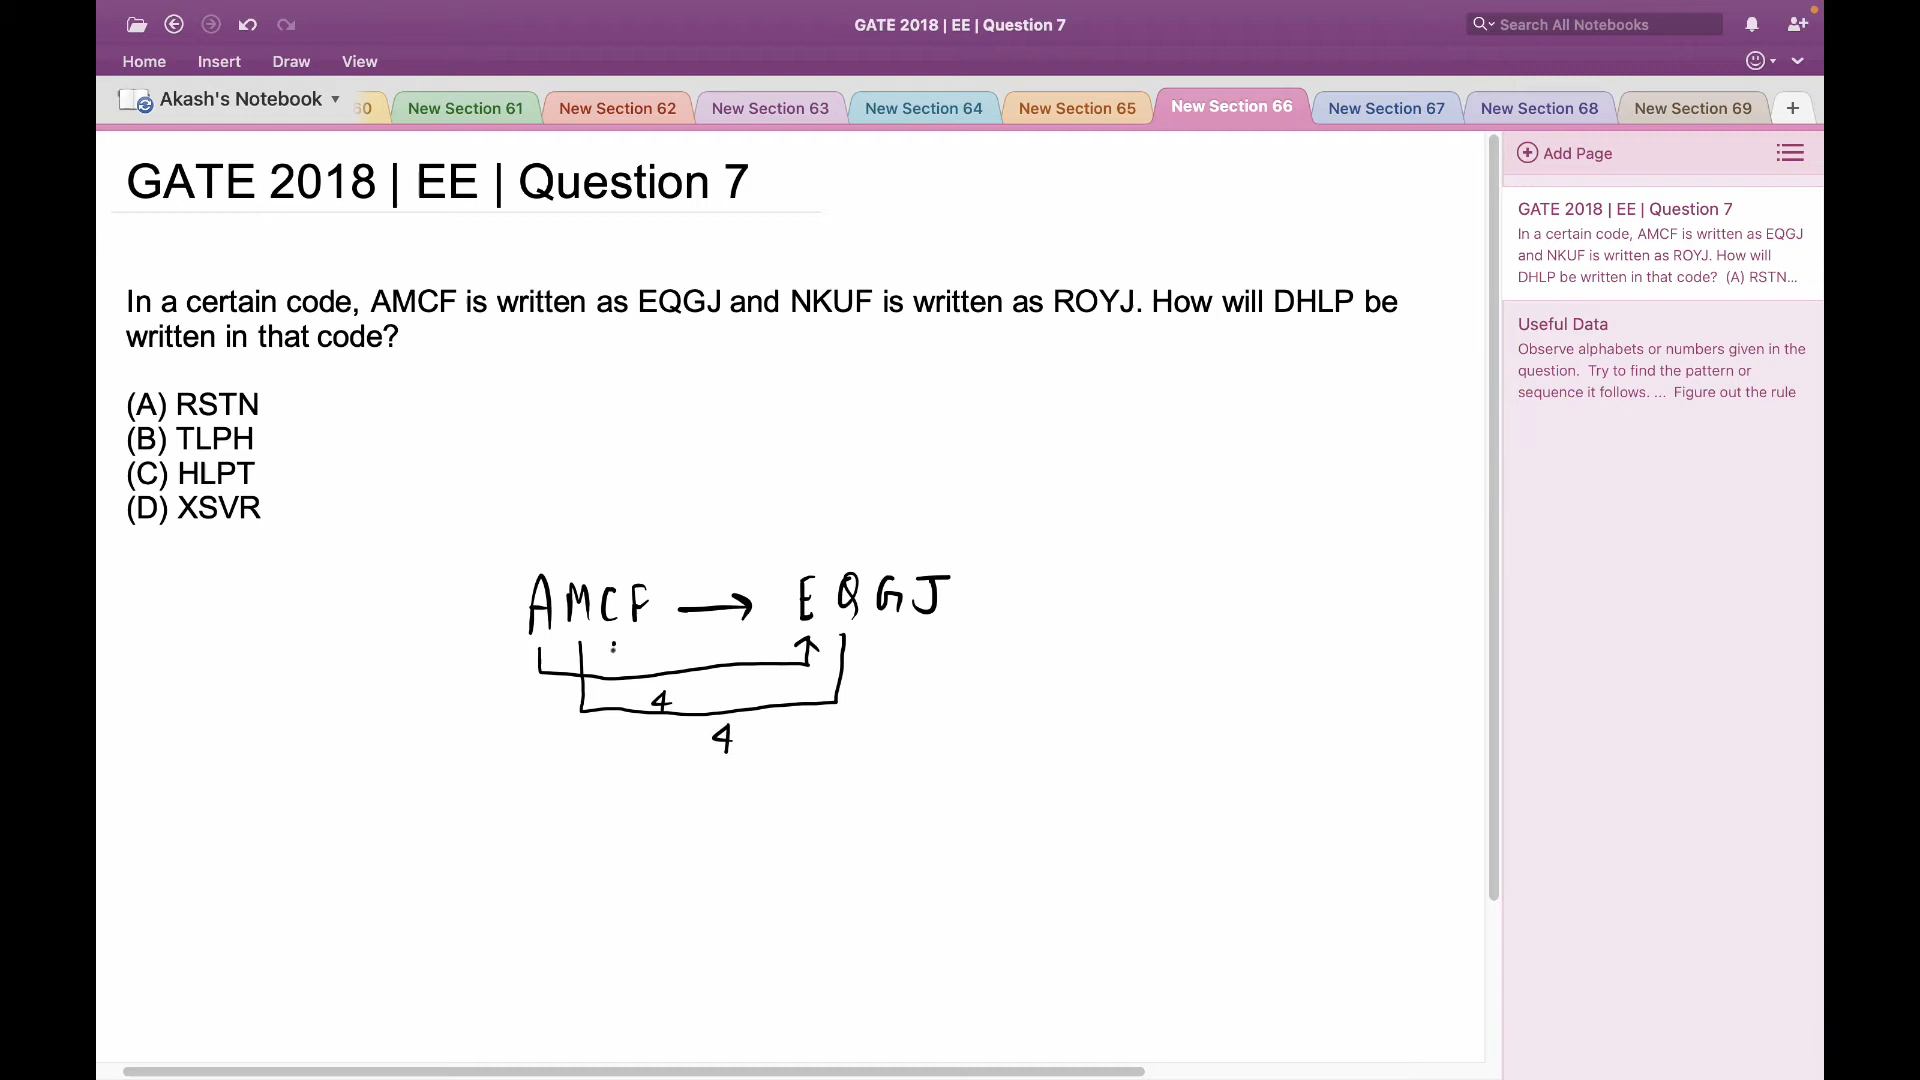 GATE 2018 | EE | Question 7
Search All Notebooks
Home Insert Draw View
Akash's Notebook
60 New Section 61 New Section 62 New Section 63 New Section 64 New Section 65 New Section 66 New Section 67 New Section 68 New Section 69 +
GATE 2018 | EE | Question 7
In a certain code, AMCF is written as EQGJ and NKUF is written as ROYJ. How will DHLP be
written in that code?
(A) RSTN
(B) TLPH
(C) HLPT
(D) XSVR
AMCF → EQGJ
4
4
Add Page
GATE 2018 | EE | Question 7
In a certain code, AMCF is written as EQGJ
and NKUF is written as ROYJ. How will
DHLP be written in that code?  (A) RSTN...
Useful Data
Observe alphabets or numbers given in the
question.  Try to find the pattern or
sequence it follows. ...  Figure out the rule